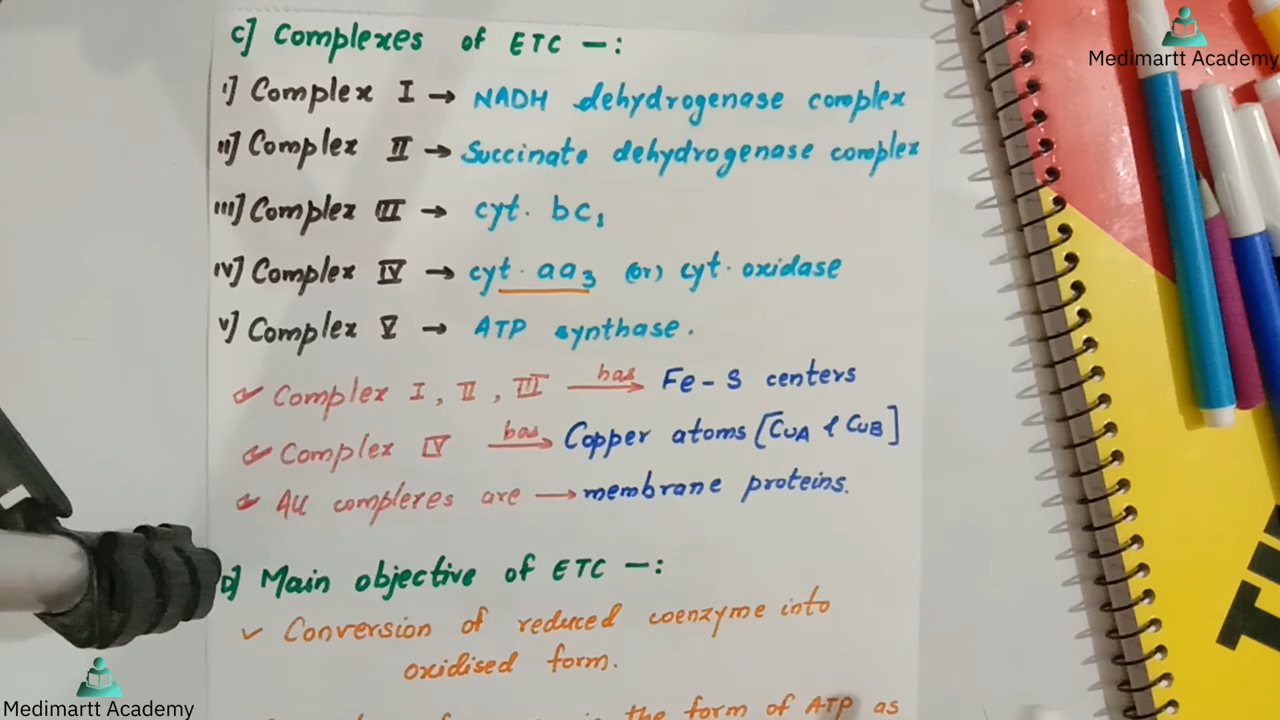 c] Complexes of ETC —:
i] Complex I → NADH dehydrogenase complex
ii] Complex II → Succinate dehydrogenase complex
iii] Complex III → cyt. bc₁
iv] Complex IV → cyt. aa₃ (or) cyt. oxidase
v] Complex V → ATP synthase.
Complex I, II, III has → Fe-S centers
Complex IV has → Copper atoms [CuA & CuB]
All complexes are → membrane proteins.
D] Main objective of ETC —:
✓ Conversion of reduced coenzyme into
oxidised form.
the form of ATP as
Medimartt Academy
Medimartt Academy